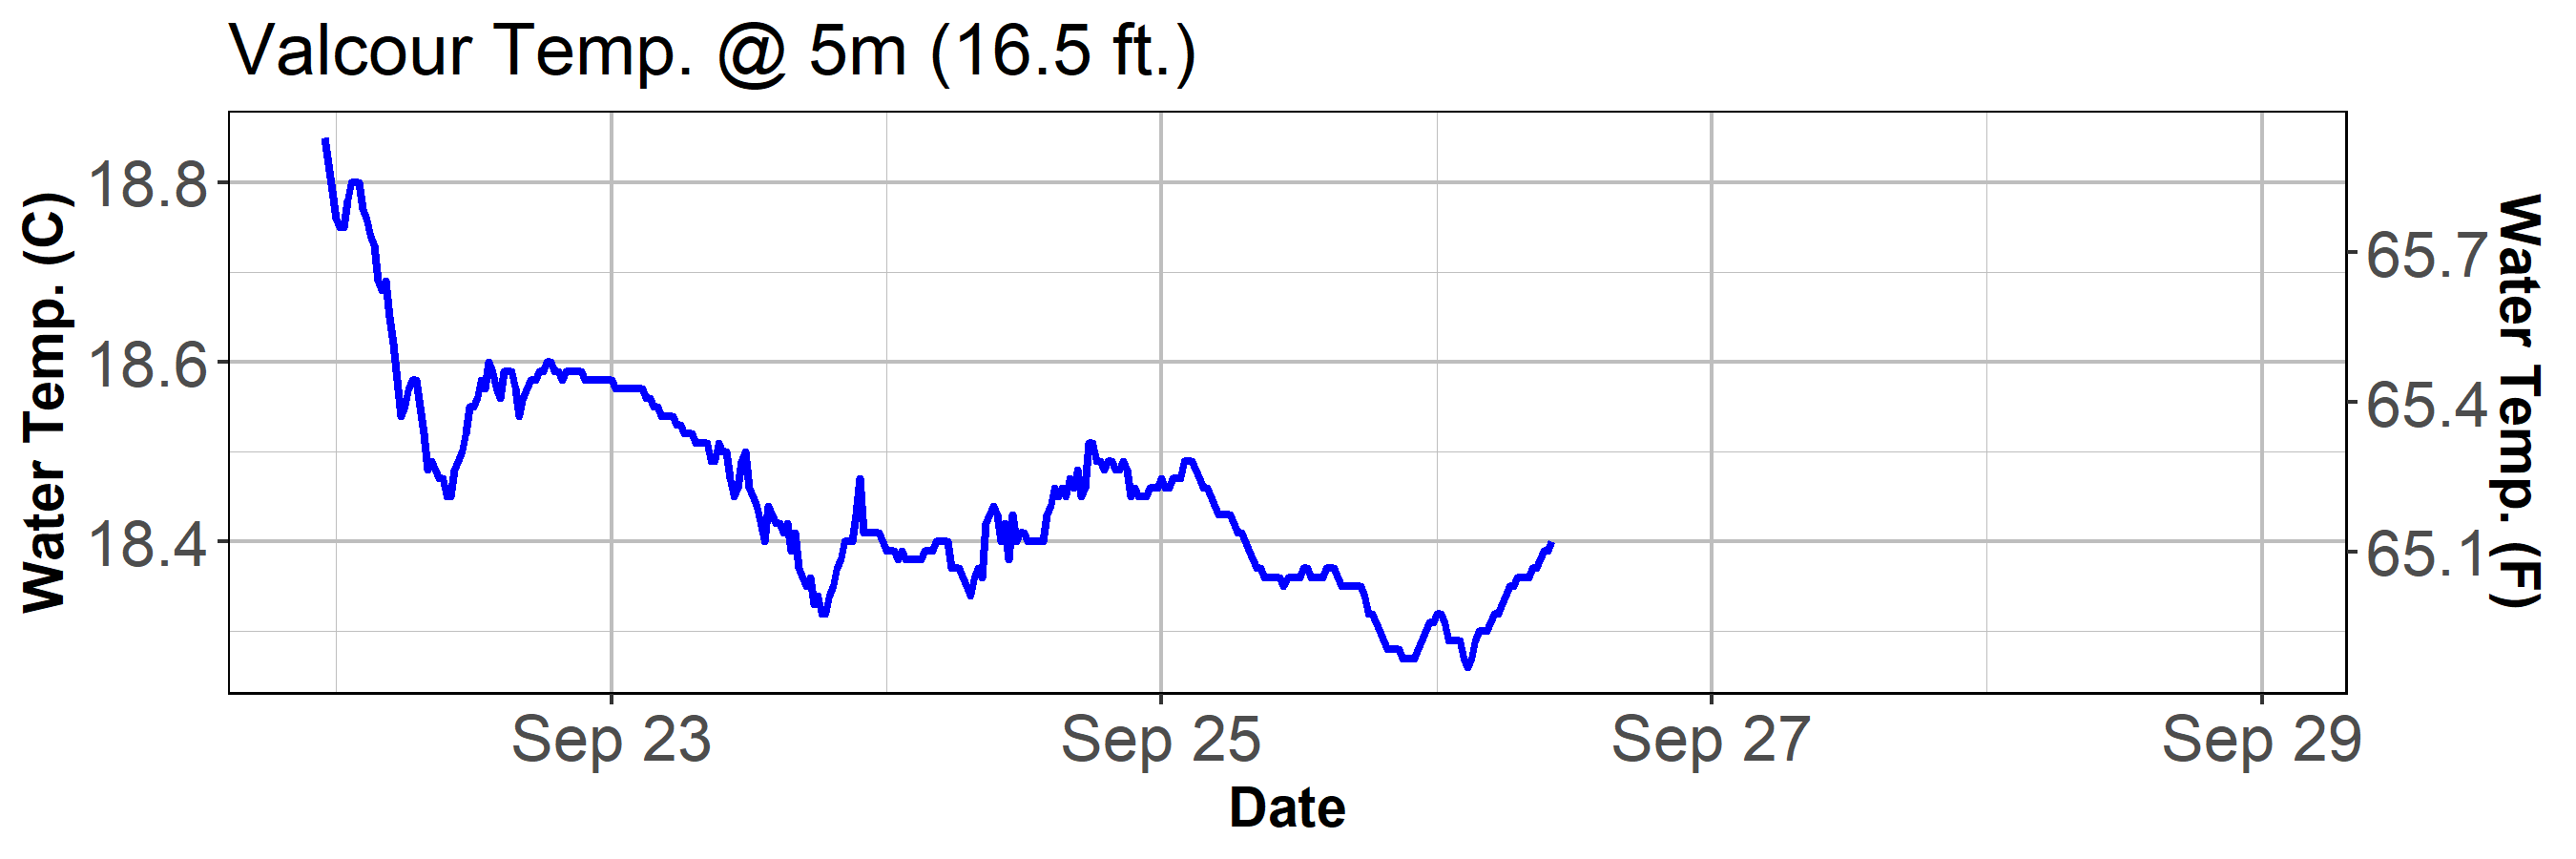 Valcour Temp. @ 5m (16.5 ft.)
Water Temp. (C)
18.8
18.6
18.4
65.7
65.4
65.1
Water Temp. (F)
Sep 23
Sep 25
Sep 27
Sep 29
Date